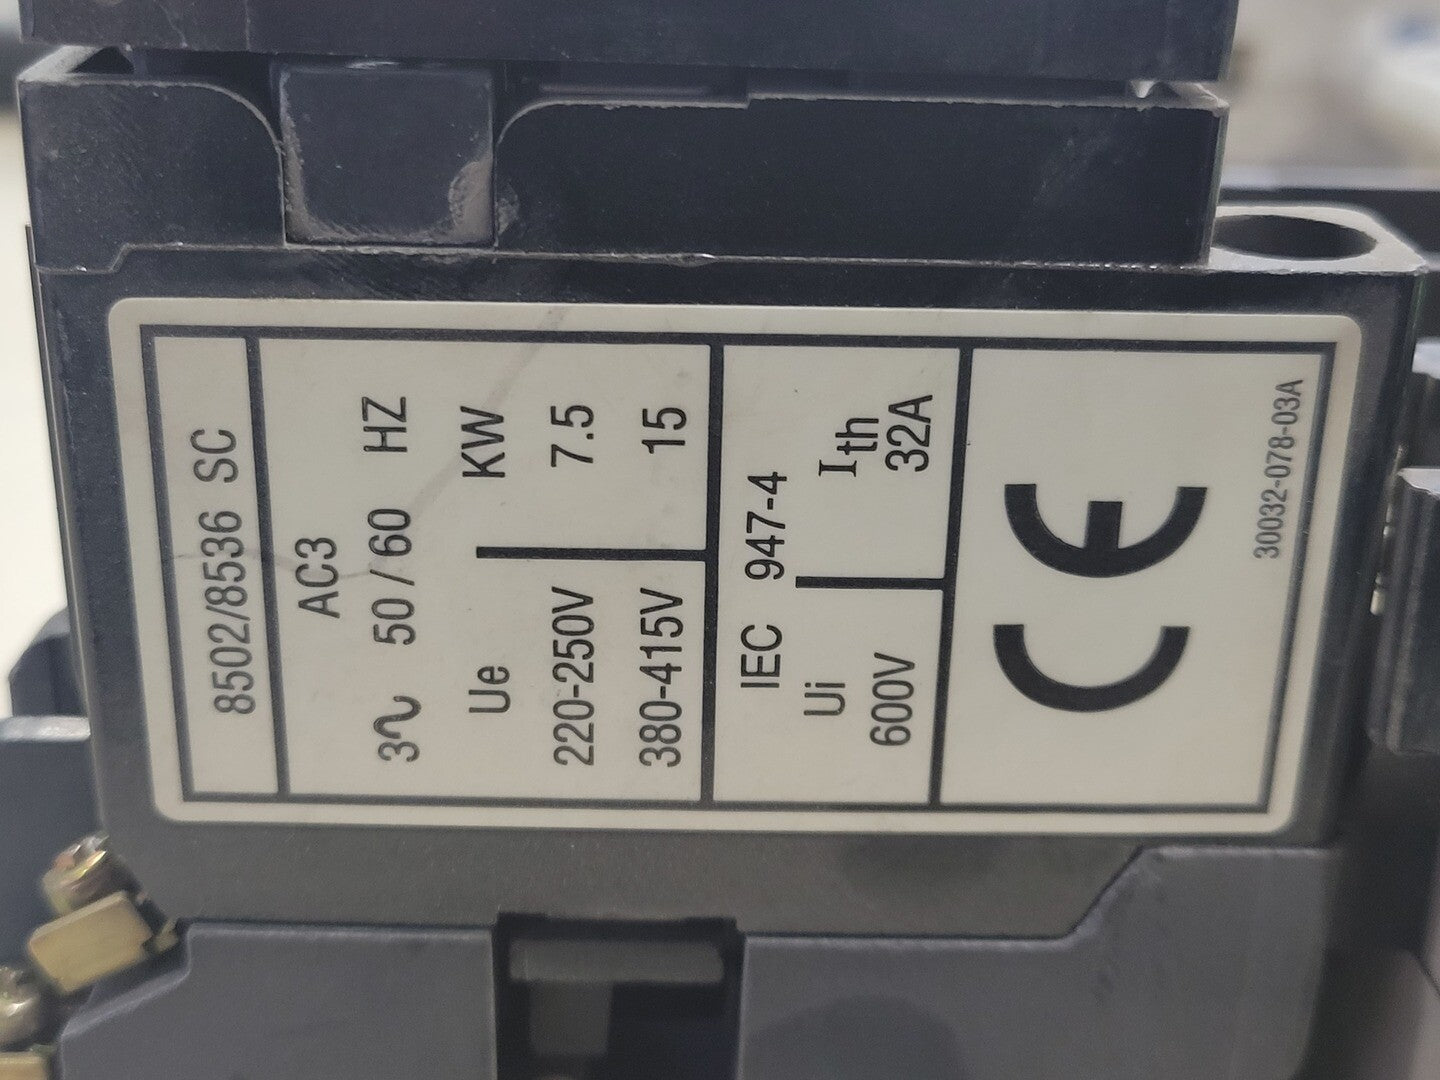 8502/8536 SC
AC3
3∿ 50/60 HZ
Ue KW
220-250V 7.5
380-415V 15
IEC 947-4
Ui Ith
600V 32A
CE
30032-078-03A